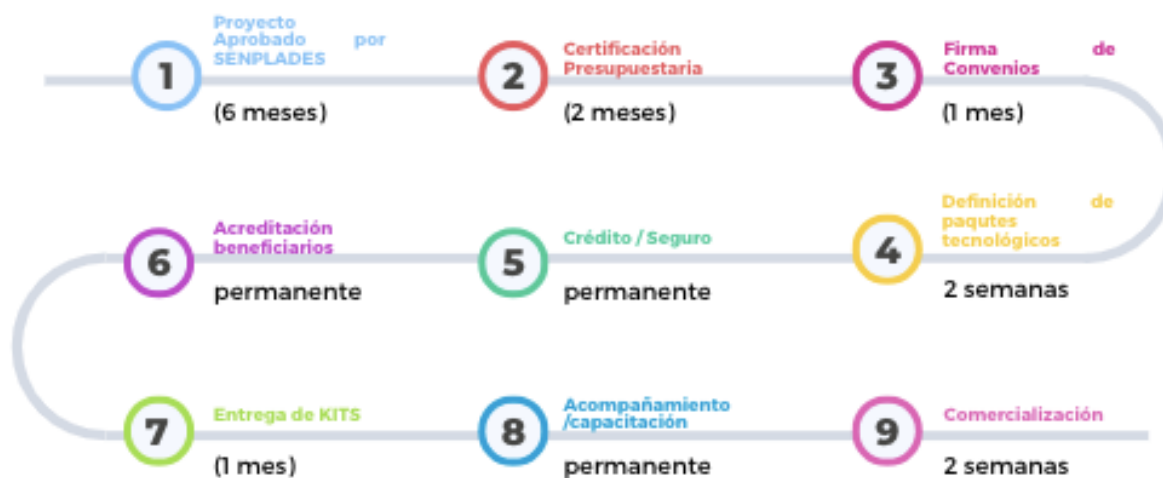 1
Proyecto
Aprobado por
SENPLADES
(6 meses)
2
Certificación
Presupuestaria
(2 meses)
3
Firma de
Convenios
(1 mes)
4
Definición de
paqutes
tecnológicos
2 semanas
5
Crédito / Seguro
permanente
6
Acreditación
beneficiarios
permanente
7
Entrega de KITS
(1 mes)
8
Acompañamiento
/capacitación
permanente
9
Comercialización
2 semanas